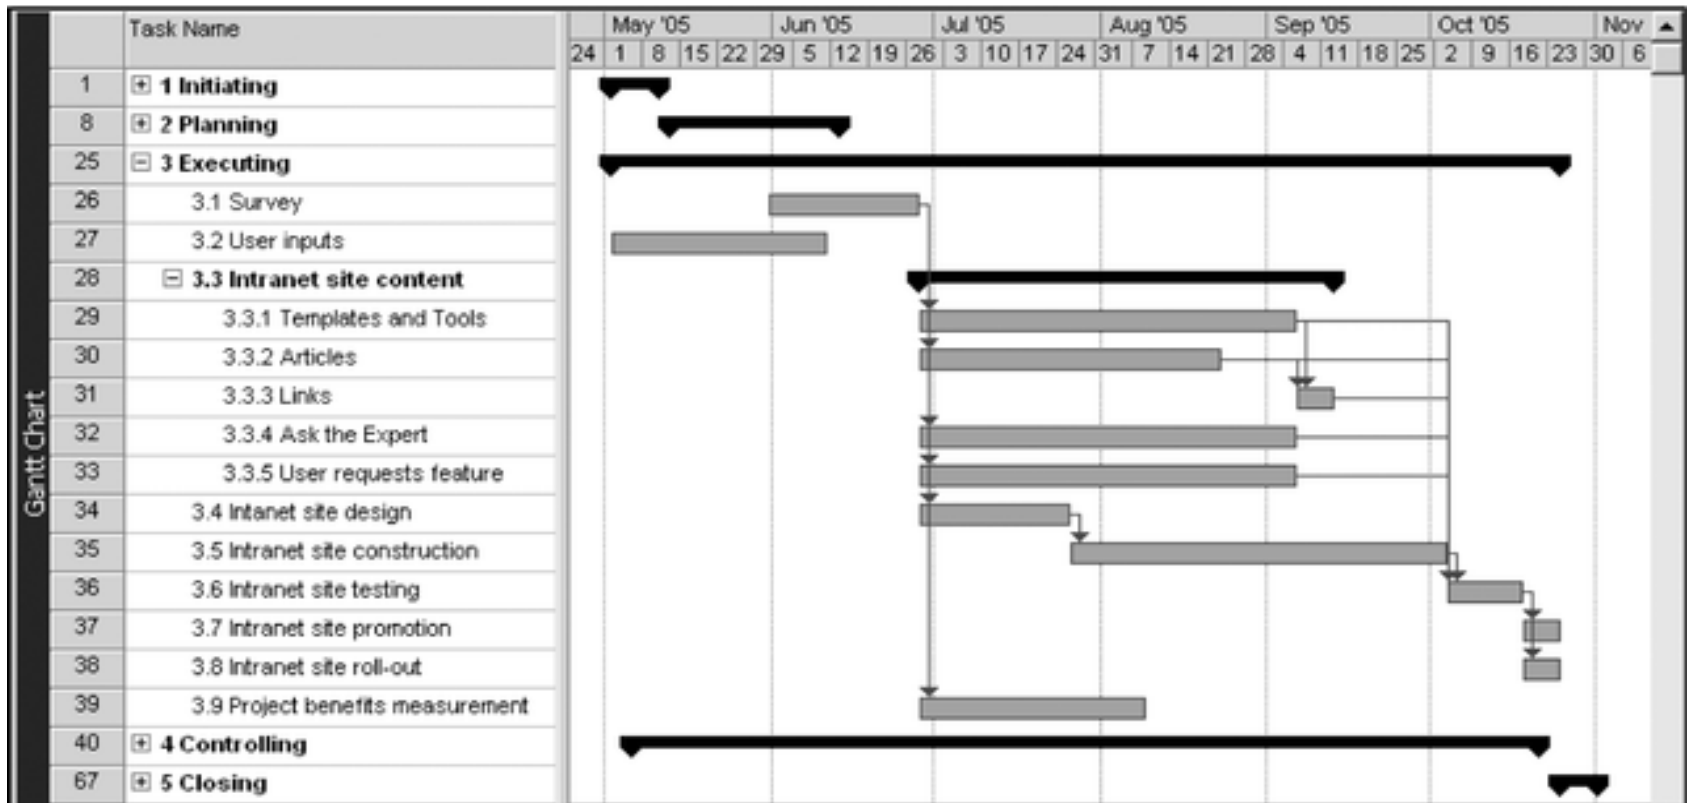 Task Name
May '05 Jun '05 Jul '05 Aug '05 Sep '05 Oct '05 Nov
24 1 8 15 22 29 5 12 19 26 3 10 17 24 31 7 14 21 28 4 11 18 25 2 9 16 23 30 6
Gantt Chart
1 1 Initiating
8 2 Planning
25 3 Executing
26 3.1 Survey
27 3.2 User inputs
28 3.3 Intranet site content
29 3.3.1 Templates and Tools
30 3.3.2 Articles
31 3.3.3 Links
32 3.3.4 Ask the Expert
33 3.3.5 User requests feature
34 3.4 Intanet site design
35 3.5 Intranet site construction
36 3.6 Intranet site testing
37 3.7 Intranet site promotion
38 3.8 Intranet site roll-out
39 3.9 Project benefits measurement
40 4 Controlling
67 5 Closing